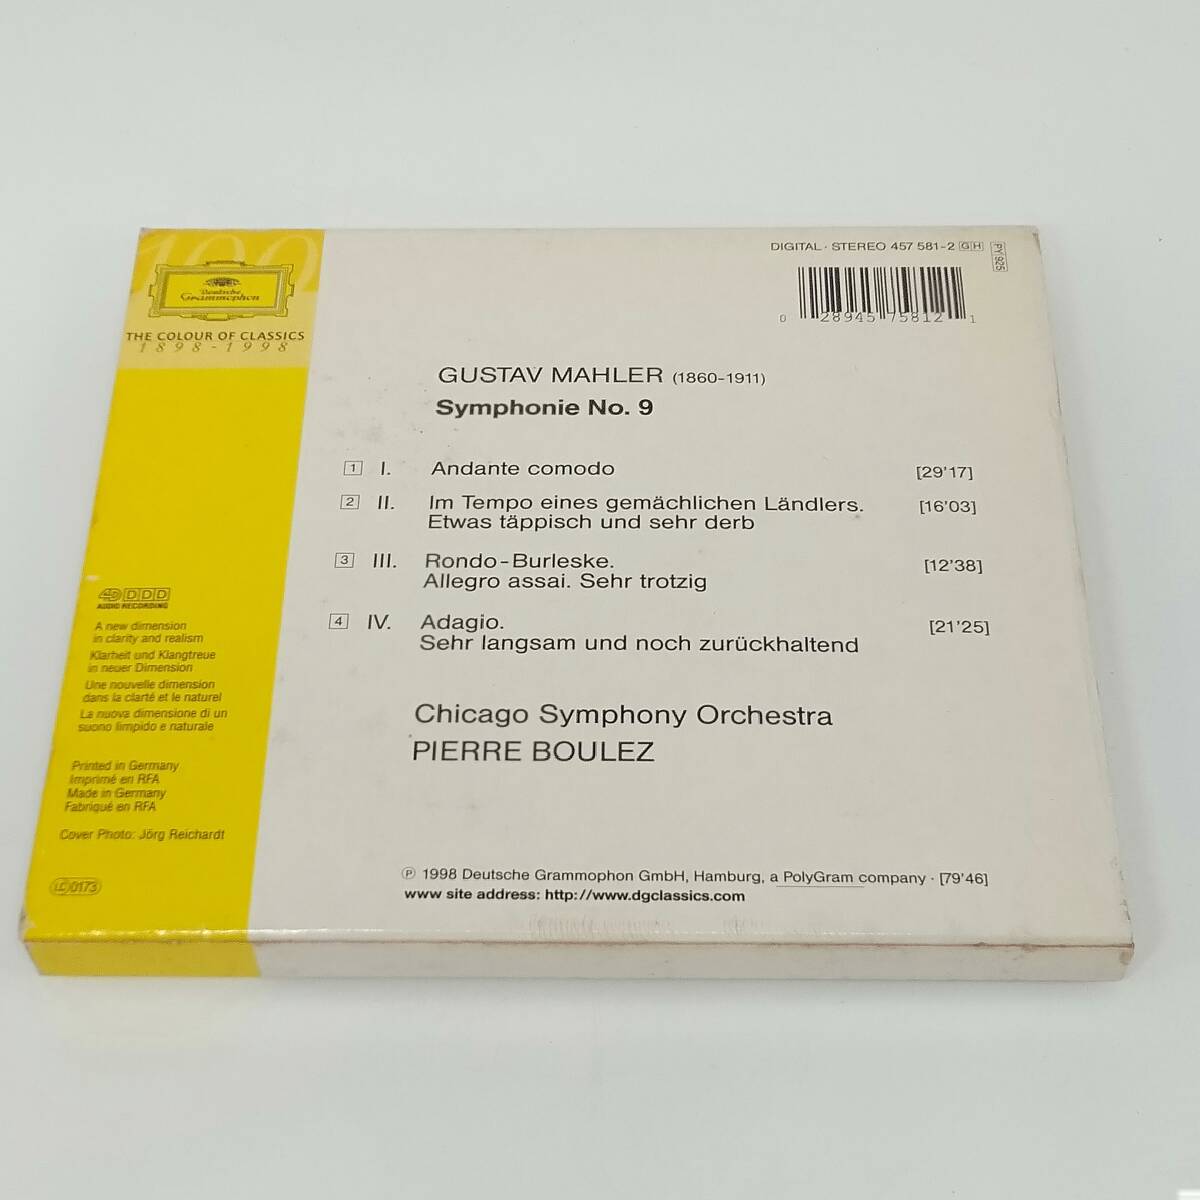 100
Deutsche
Grammophon
THE COLOUR OF CLASSICS
1898-1998
DIGITAL · STEREO 457 581-2 GH
PY 925
0 28945 75812 1
GUSTAV MAHLER (1860-1911)
Symphonie No. 9
1 I. Andante comodo [29'17]
2 II. Im Tempo eines gemächlichen Ländlers. [16'03]
Etwas täppisch und sehr derb
3 III. Rondo-Burleske. [12'38]
Allegro assai. Sehr trotzig
4 IV. Adagio. [21'25]
Sehr langsam und noch zurückhaltend
Chicago Symphony Orchestra
PIERRE BOULEZ
4D DDD
AUDIO RECORDING
A new dimension
in clarity and realism
Klarheit und Klangtreue
in neuer Dimension
Une nouvelle dimension
dans la clarté et le naturel
La nuova dimensione di un
suono limpido e naturale
Printed in Germany
Imprimé en RFA
Made in Germany
Fabriqué en RFA
Cover Photo: Jörg Reichardt
LC 0173
℗ 1998 Deutsche Grammophon GmbH, Hamburg, a PolyGram company · [79'46]
www site address: http://www.dgclassics.com